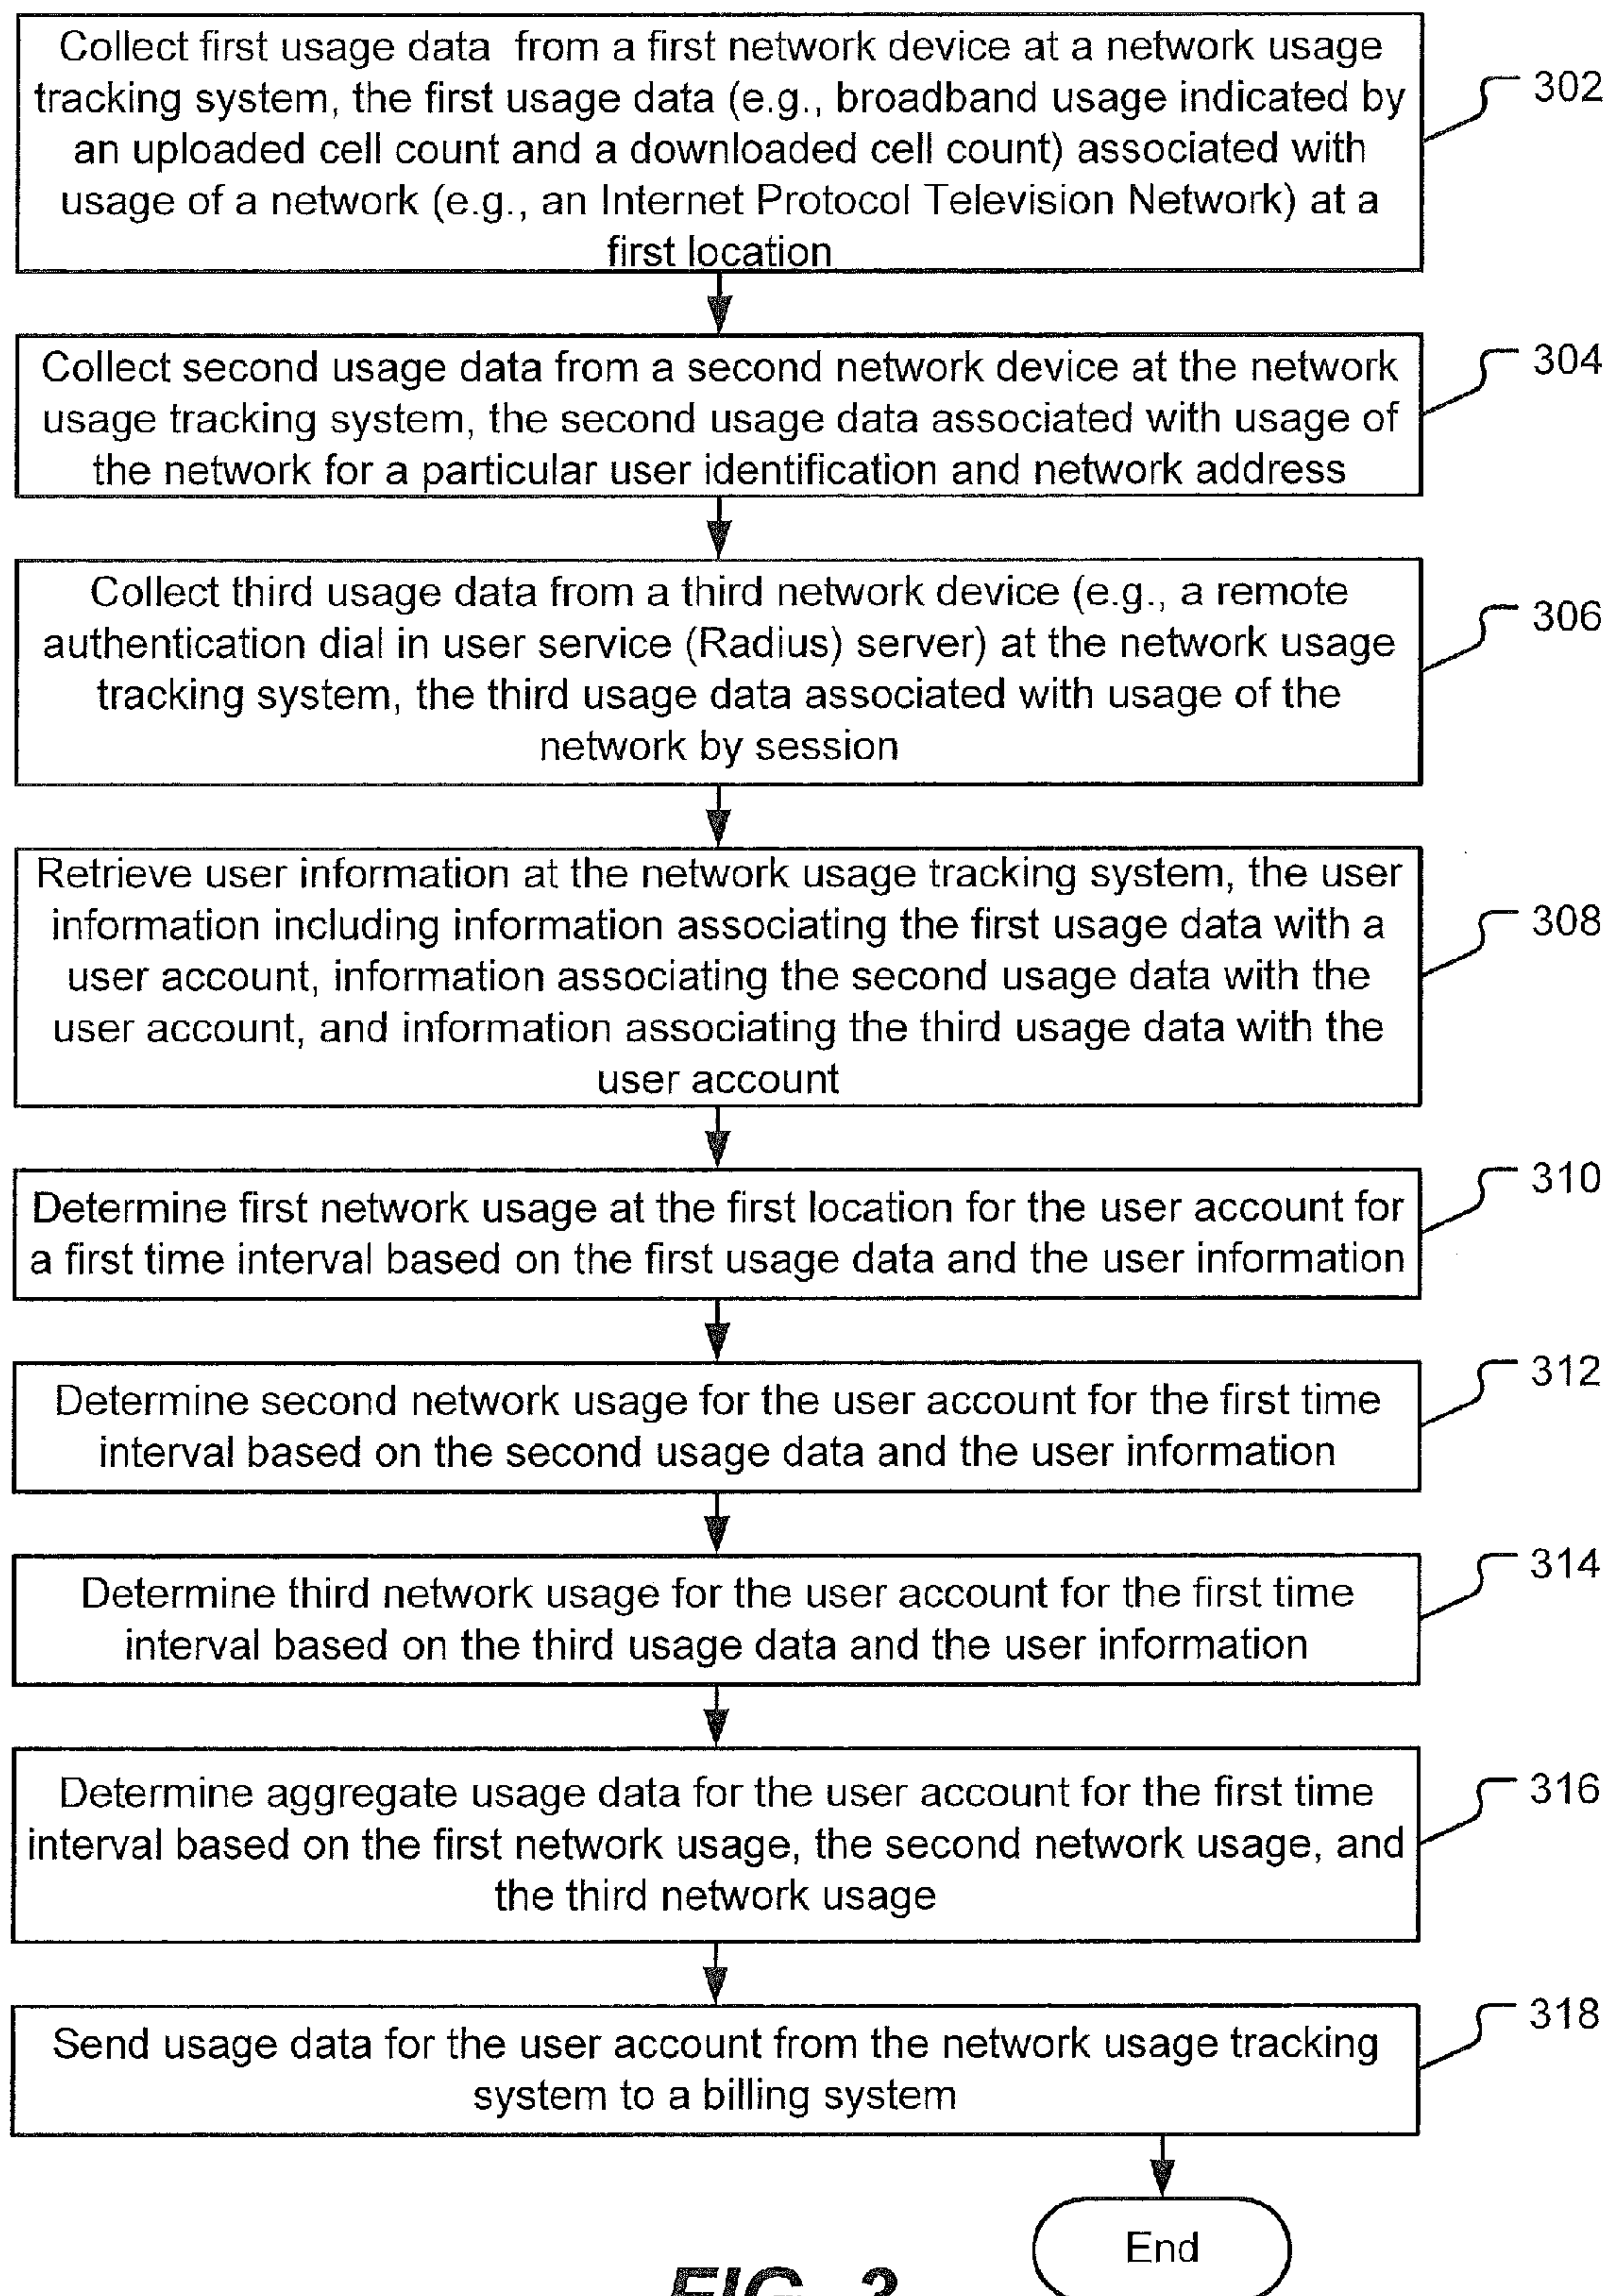 Collect first usage data from a first network device at a network usage
tracking system, the first usage data (e.g., broadband usage indicated by
an uploaded cell count and a downloaded cell count) associated with
usage of a network (e.g., an Internet Protocol Television Network) at a
first location
302
Collect second usage data from a second network device at the network
usage tracking system, the second usage data associated with usage of
the network for a particular user identification and network address
304
Collect third usage data from a third network device (e.g., a remote
authentication dial in user service (Radius) server) at the network usage
tracking system, the third usage data associated with usage of the
network by session
306
Retrieve user information at the network usage tracking system, the user
information including information associating the first usage data with a
user account, information associating the second usage data with the
user account, and information associating the third usage data with the
user account
308
Determine first network usage at the first location for the user account for
a first time interval based on the first usage data and the user information
310
Determine second network usage for the user account for the first time
interval based on the second usage data and the user information
312
Determine third network usage for the user account for the first time
interval based on the third usage data and the user information
314
Determine aggregate usage data for the user account for the first time
interval based on the first network usage, the second network usage, and
the third network usage
316
Send usage data for the user account from the network usage tracking
system to a billing system
318
End
FIG. 3